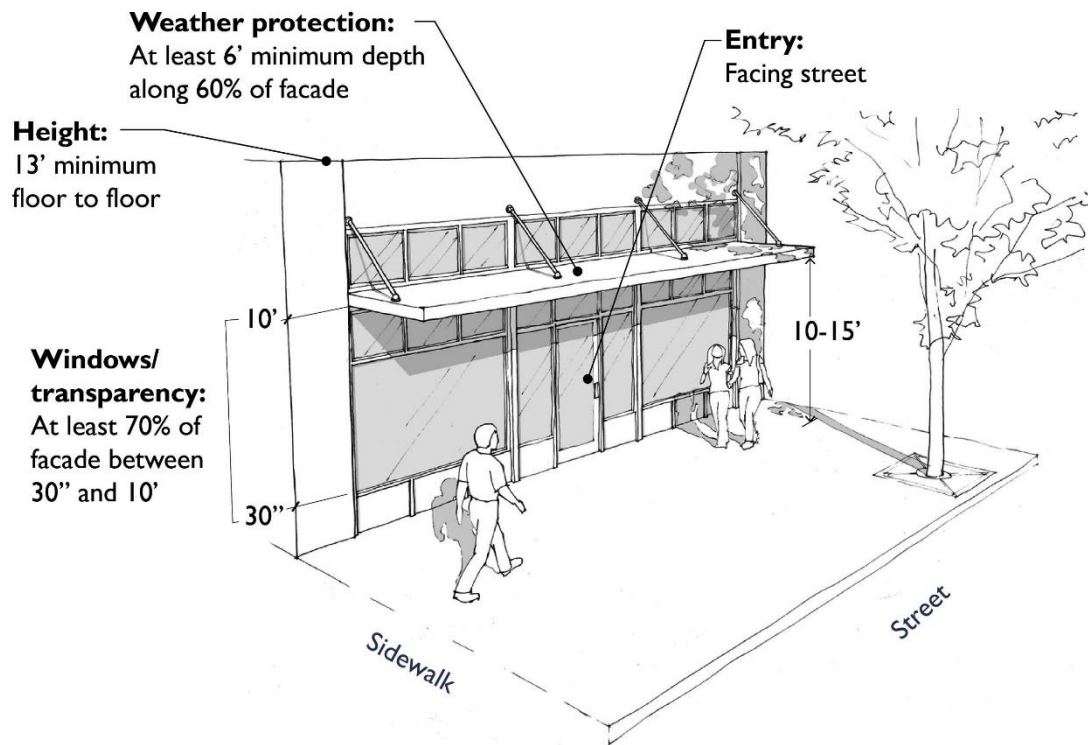 Weather protection:
At least 6’ minimum depth
along 60% of facade
Entry:
Facing street
Height:
13’ minimum
floor to floor
10’
Windows/
transparency:
At least 70% of
facade between
30” and 10’
30”
10-15’
Sidewalk
Street